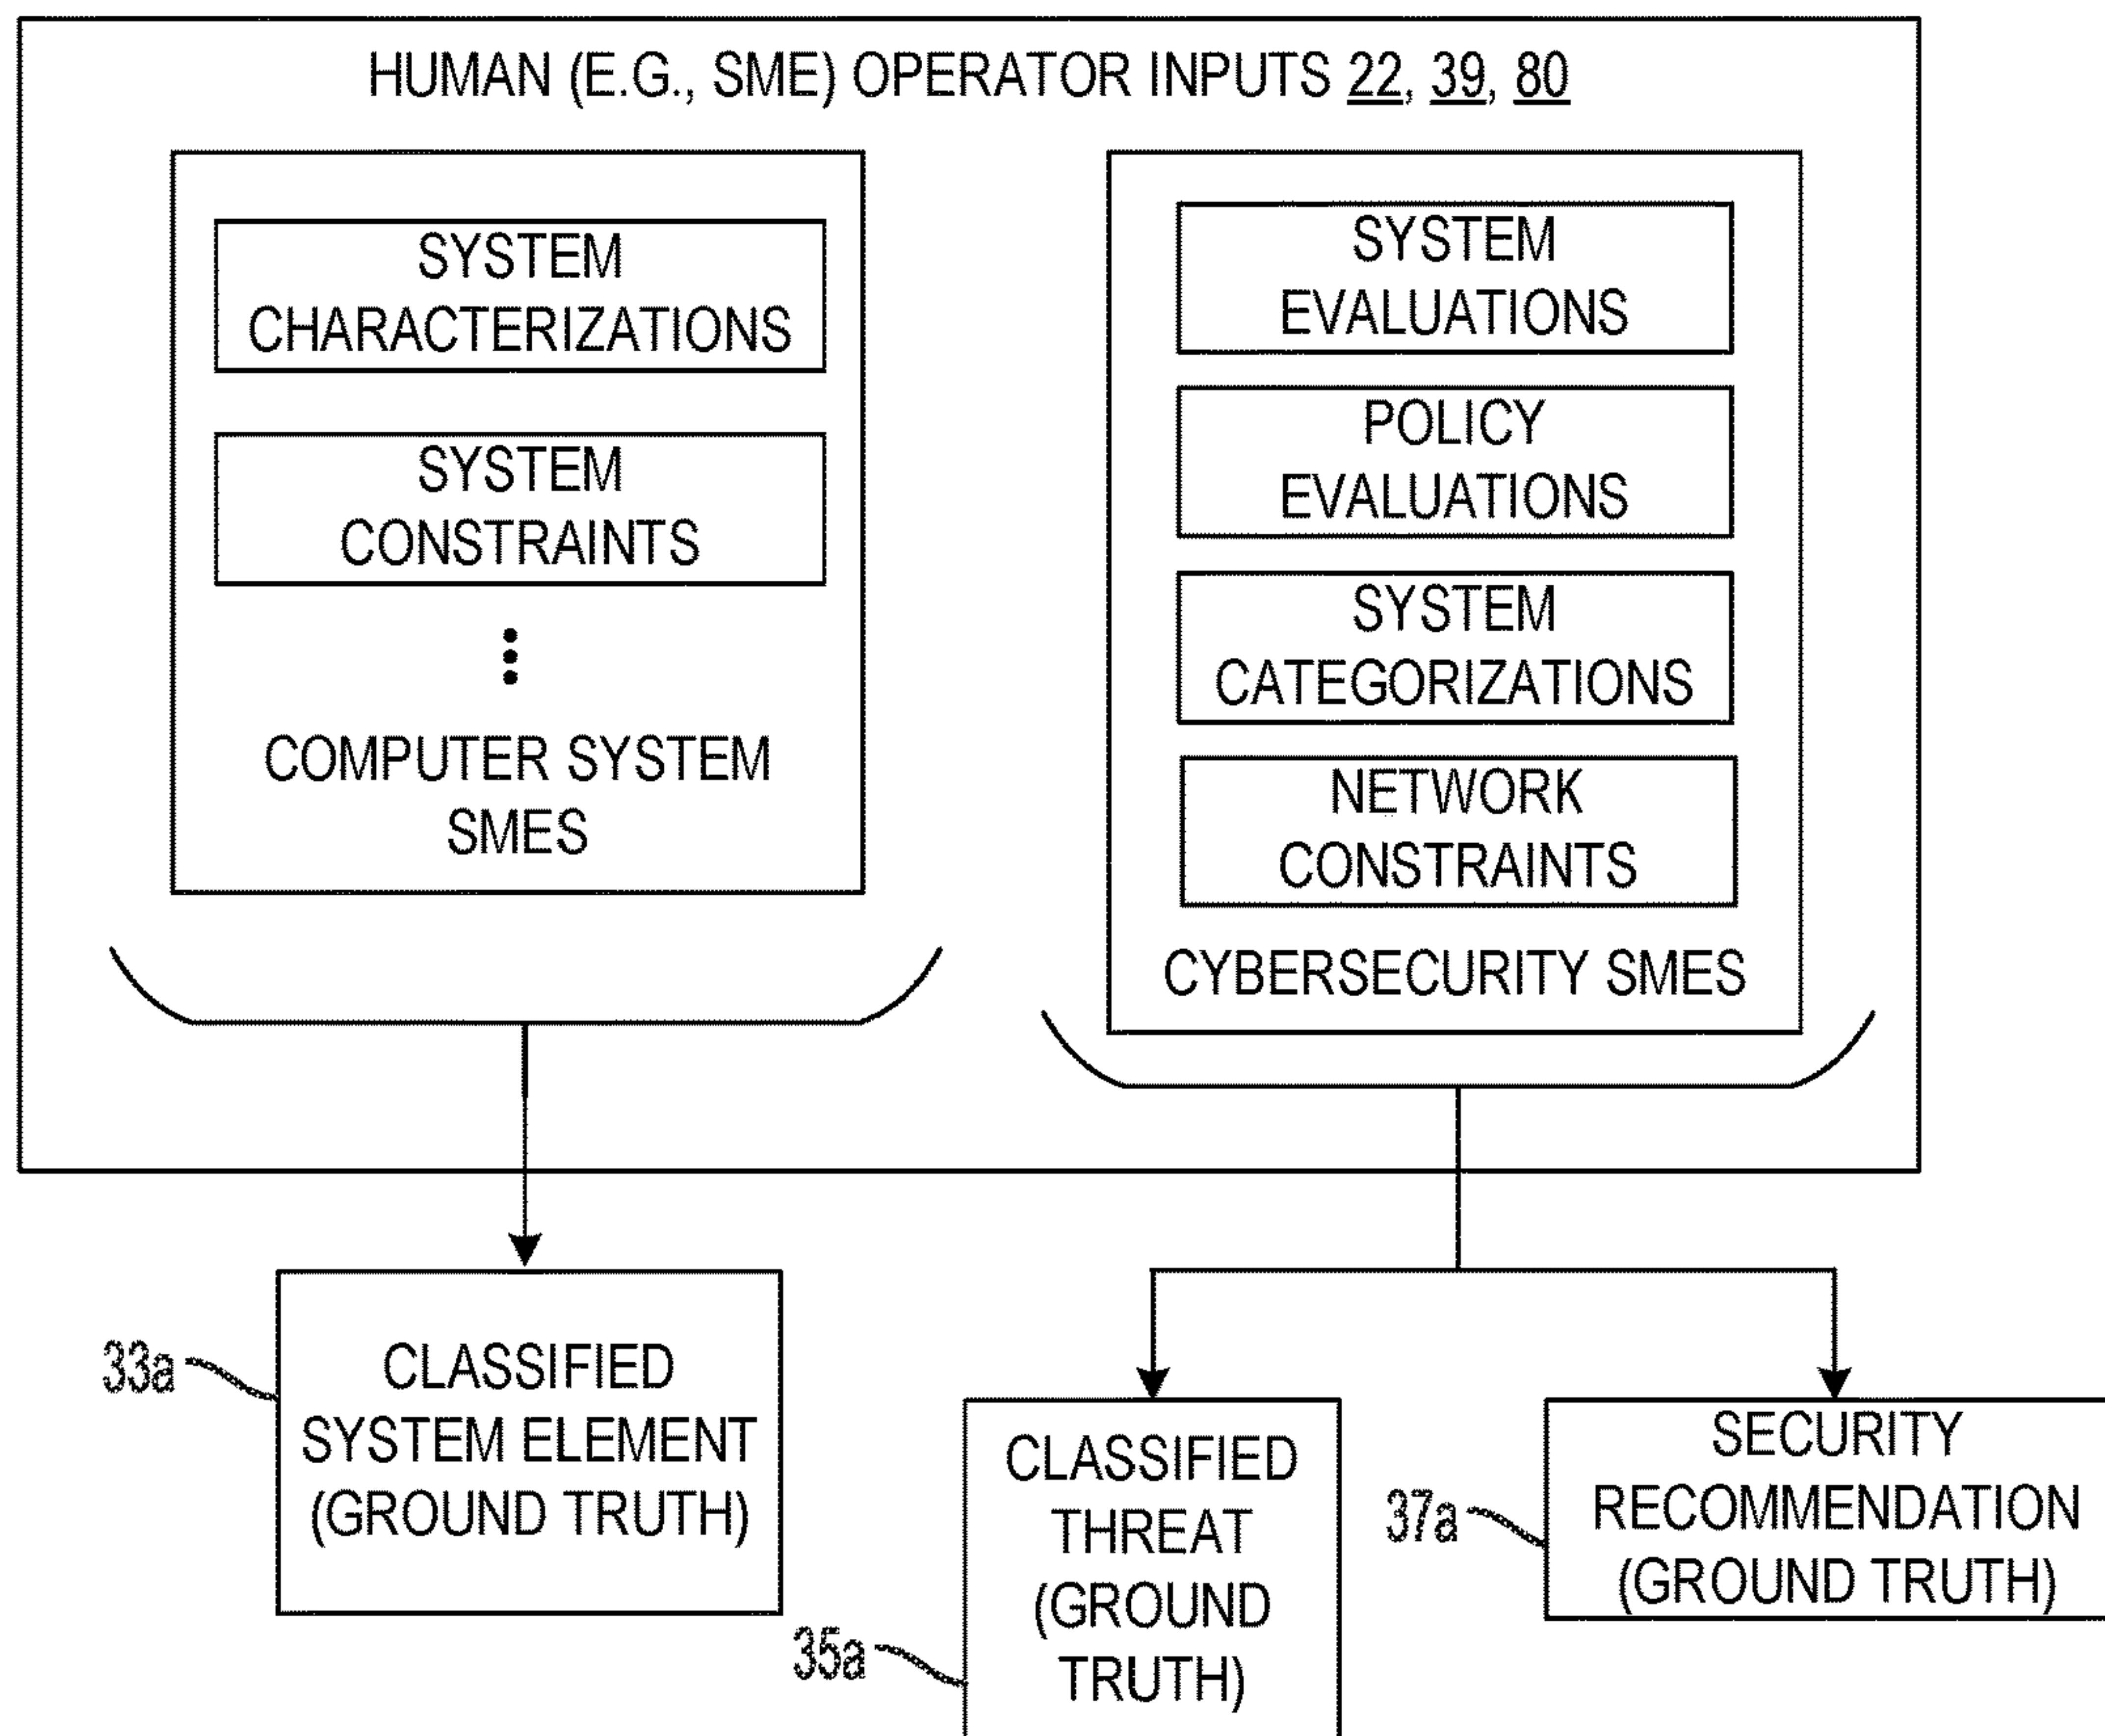 HUMAN (E.G., SME) OPERATOR INPUTS 22, 39, 80
SYSTEM
CHARACTERIZATIONS
SYSTEM
CONSTRAINTS
COMPUTER SYSTEM
SMES
SYSTEM
EVALUATIONS
POLICY
EVALUATIONS
SYSTEM
CATEGORIZATIONS
NETWORK
CONSTRAINTS
CYBERSECURITY SMES
33a
CLASSIFIED
SYSTEM ELEMENT
(GROUND TRUTH)
35a
CLASSIFIED
THREAT
(GROUND
TRUTH)
37a
SECURITY
RECOMMENDATION
(GROUND TRUTH)